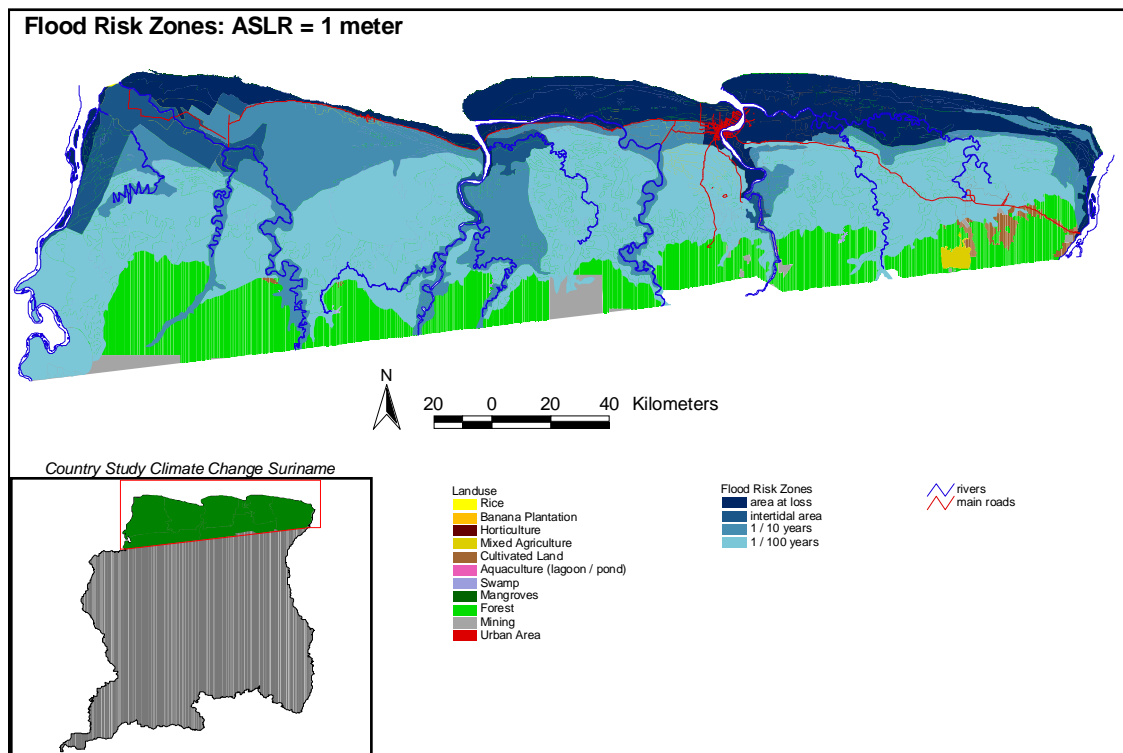 Flood Risk Zones: ASLR = 1 meter
N
20 0 20 40 Kilometers
Country Study Climate Change Suriname
Landuse
Rice
Banana Plantation
Horticulture
Mixed Agriculture
Cultivated Land
Aquaculture (lagoon / pond)
Swamp
Mangroves
Forest
Mining
Urban Area
Flood Risk Zones
area at loss
intertidal area
1 / 10 years
1 / 100 years
rivers
main roads